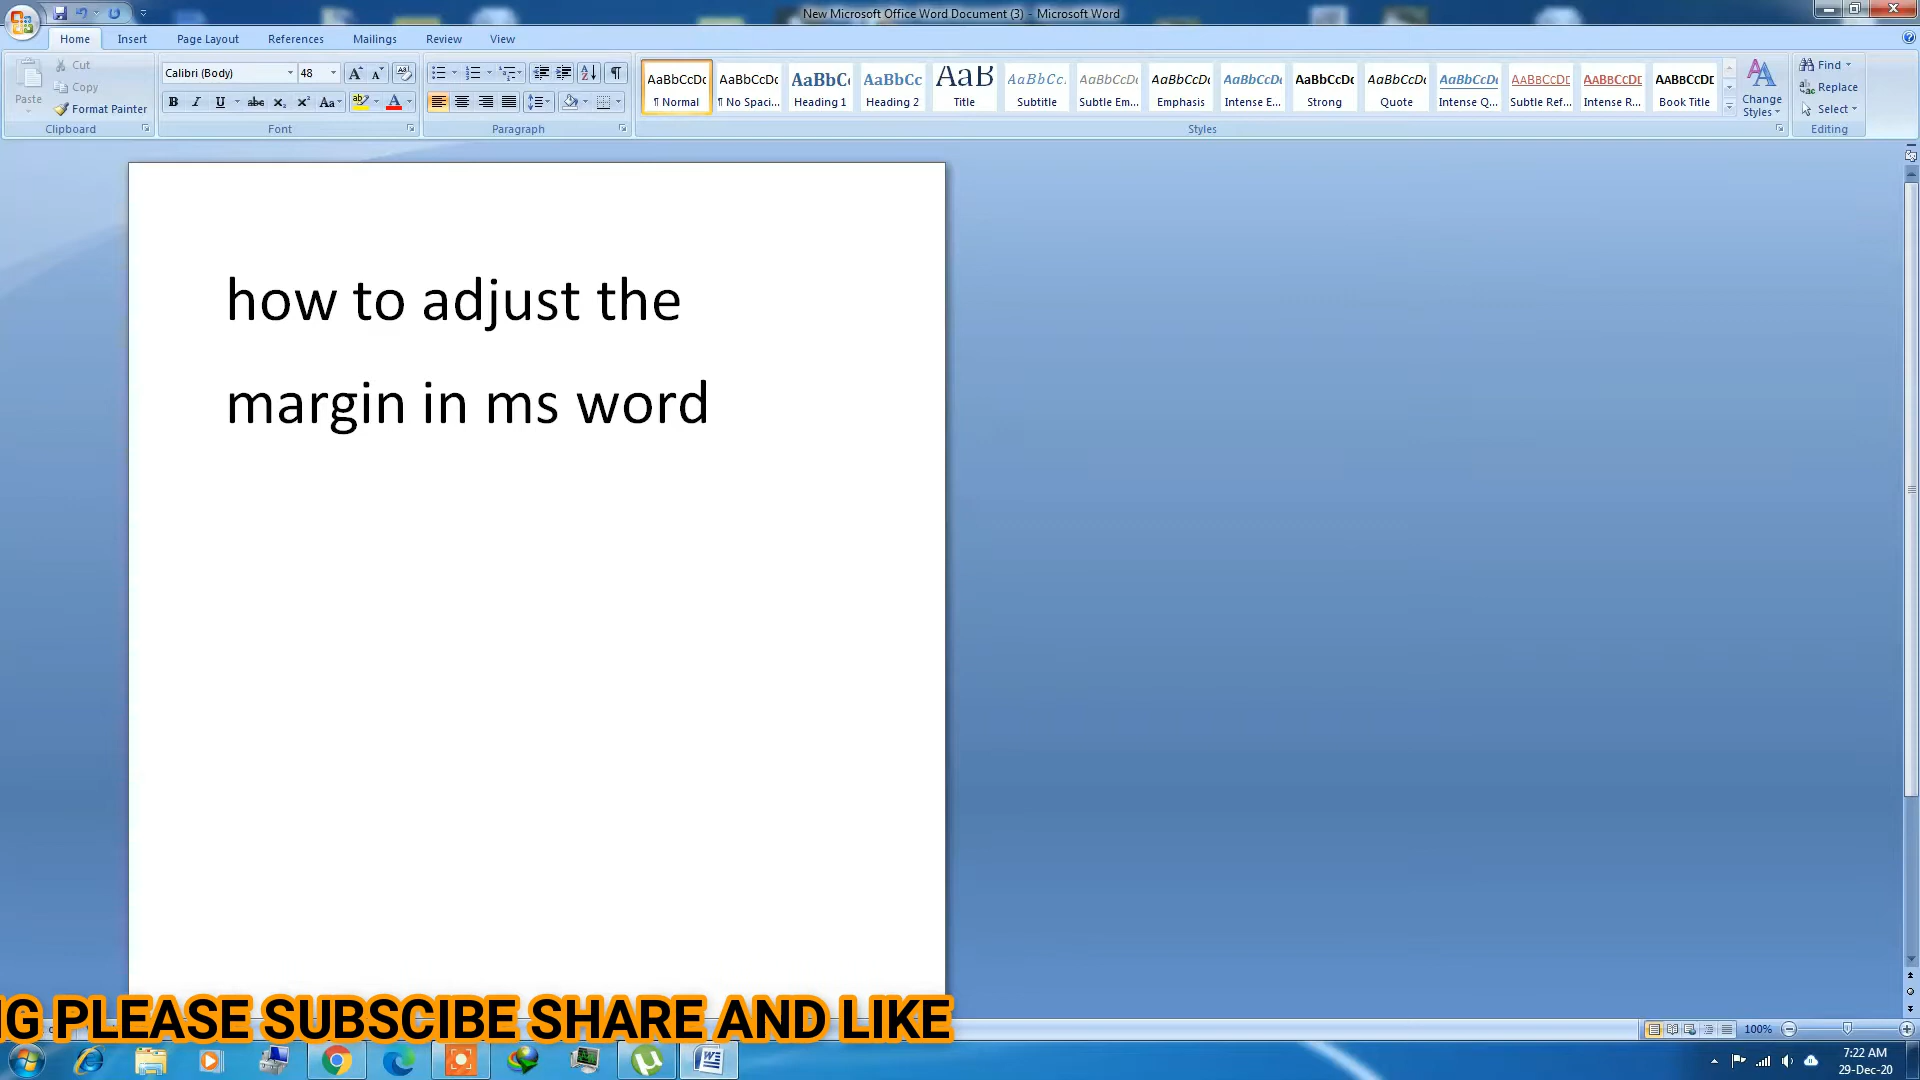 New Microsoft Office Word Document (3) - Microsoft Word
Home Insert Page Layout References Mailings Review View
Paste Cut Copy Format Painter Clipboard
Calibri (Body) 48 Font
Paragraph
AaBbCcDc ¶ Normal
AaBbCcDc ¶ No Spaci...
AaBbC Heading 1
AaBbCc Heading 2
AaB Title
AaBbCc. Subtitle
AaBbCcDc Subtle Em...
AaBbCcDc Emphasis
AaBbCcDc Intense E...
AaBbCcDc Strong
AaBbCcDc Quote
AaBbCcDc Intense Q...
AABBCCDC Subtle Ref...
AABBCCDC Intense R...
AABBCCDC Book Title
Change Styles
Styles
Find
Replace
Select
Editing
how to adjust the
margin in ms word
NG PLEASE SUBSCIBE SHARE AND LIKE
100%
7:22 AM
29-Dec-20